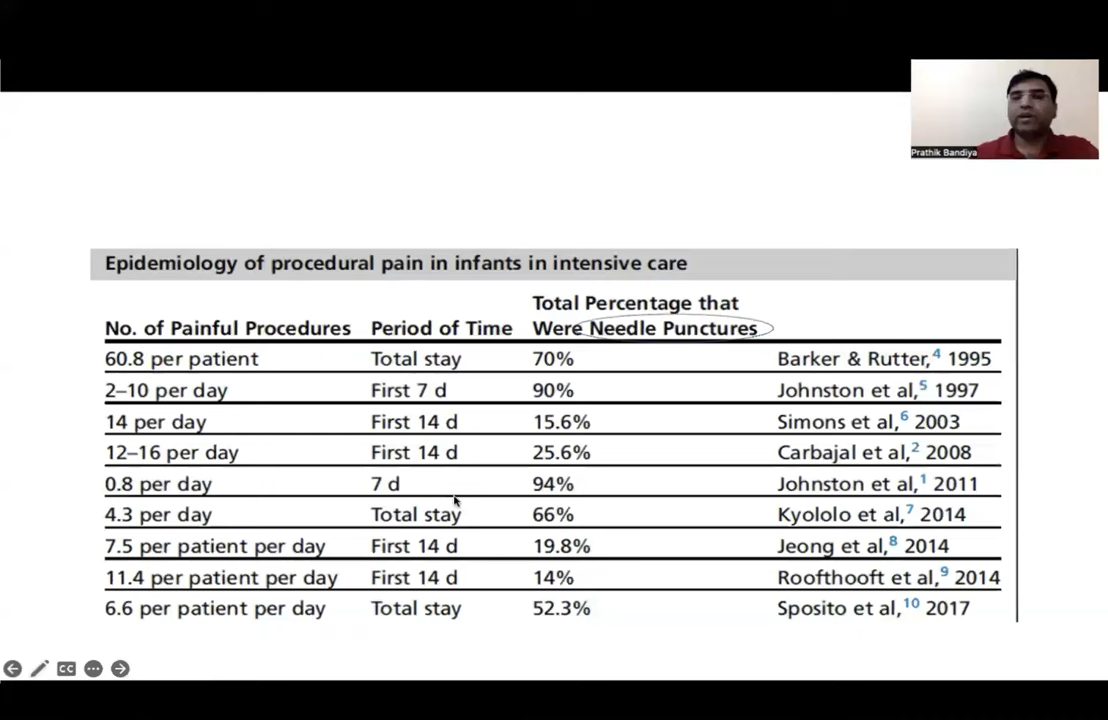 Prathik Bandiya
Epidemiology of procedural pain in infants in intensive care
Total Percentage that
No. of Painful Procedures Period of Time Were Needle Punctures
60.8 per patient Total stay 70% Barker & Rutter,4 1995
2–10 per day First 7 d 90% Johnston et al,5 1997
14 per day First 14 d 15.6% Simons et al,6 2003
12–16 per day First 14 d 25.6% Carbajal et al,2 2008
0.8 per day 7 d 94% Johnston et al,1 2011
4.3 per day Total stay 66% Kyololo et al,7 2014
7.5 per patient per day First 14 d 19.8% Jeong et al,8 2014
11.4 per patient per day First 14 d 14% Roofthooft et al,9 2014
6.6 per patient per day Total stay 52.3% Sposito et al,10 2017
CC